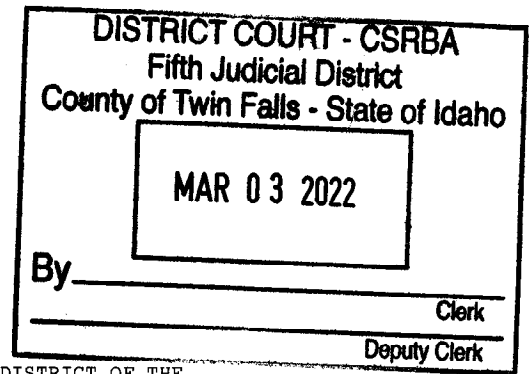 DISTRICT COURT - CSRBA
Fifth Judicial District
County of Twin Falls - State of Idaho
MAR 03 2022
By
Clerk
Deputy Clerk
DISTRICT OF THE